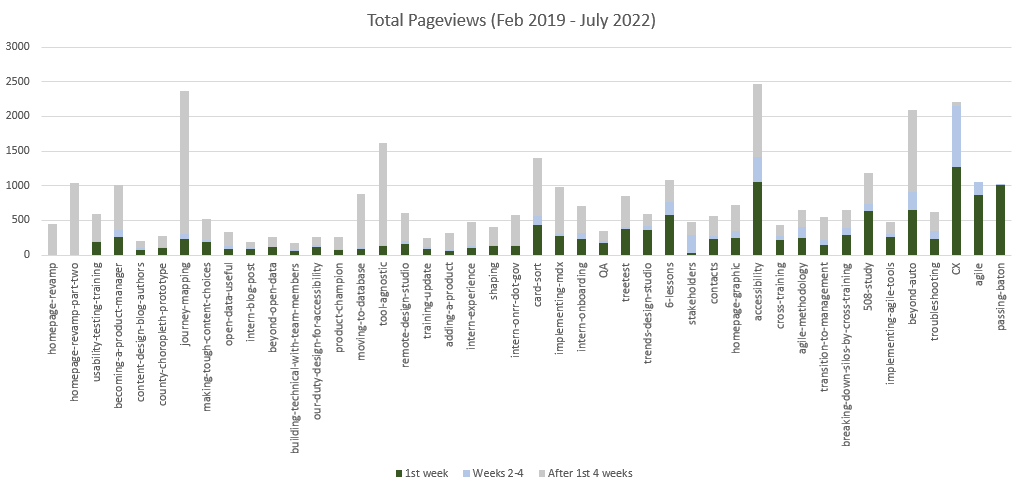 Total Pageviews (Feb 2019 - July 2022)
3000
2500
2000
1500
1000
500
0
homepage-revamp
homepage-revamp-part-two
usability-testing-training
becoming-a-product-manager
content-design-blog-authors
county-choropleth-prototype
journey-mapping
making-tough-content-choices
open-data-useful
intern-blog-post
beyond-open-data
building-technical-with-team-members
our-duty-design-for-accessibility
product-champion
moving-to-database
tool-agnostic
remote-design-studio
training-update
adding-a-product
intern-experience
shaping
intern-onrr-dot-gov
card-sort
implementing-mdx
intern-onboarding
QA
treetest
trends-design-studio
6-lessons
stakeholders
contacts
homepage-graphic
accessibility
cross-training
agile-methodology
transition-to-management
breaking-down-silos-by-cross-training
508-study
implementing-agile-tools
beyond-auto
troubleshooting
CX
agile
passing-baton
1st week Weeks 2-4 After 1st 4 weeks